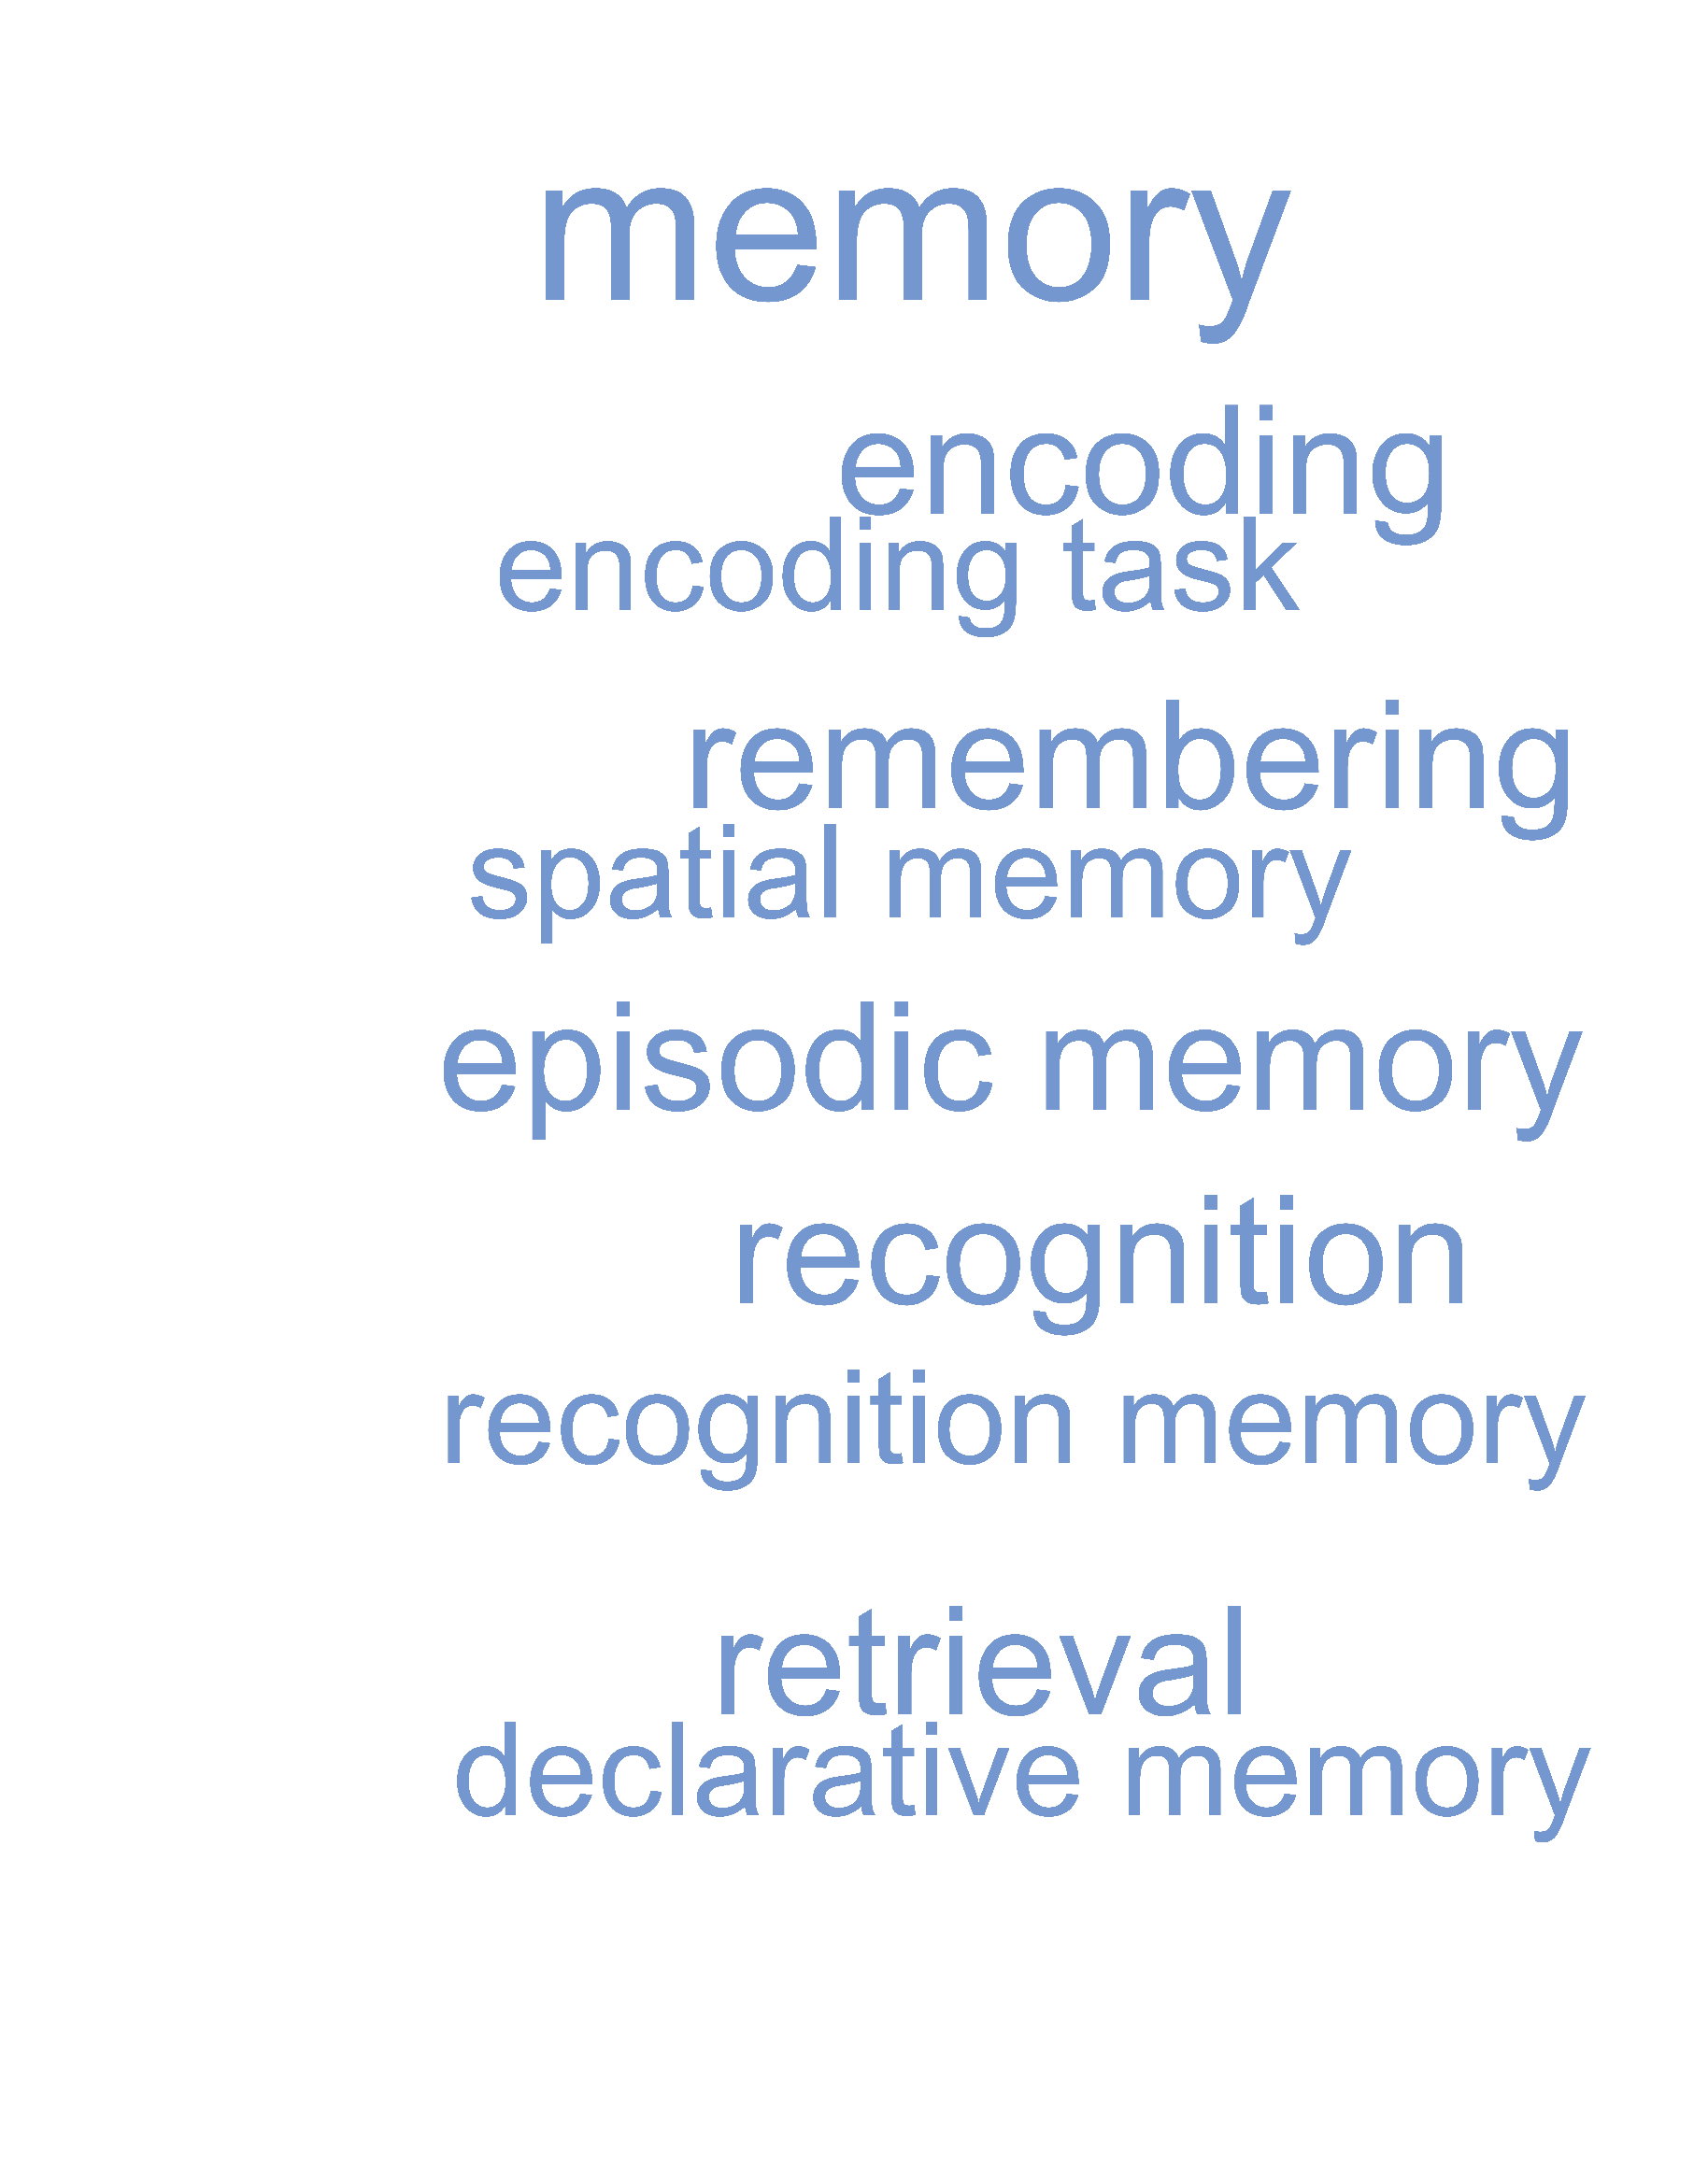 memory
encoding
encoding task
remembering
spatial memory
episodic memory
recognition
recognition memory
retrieval
declarative memory